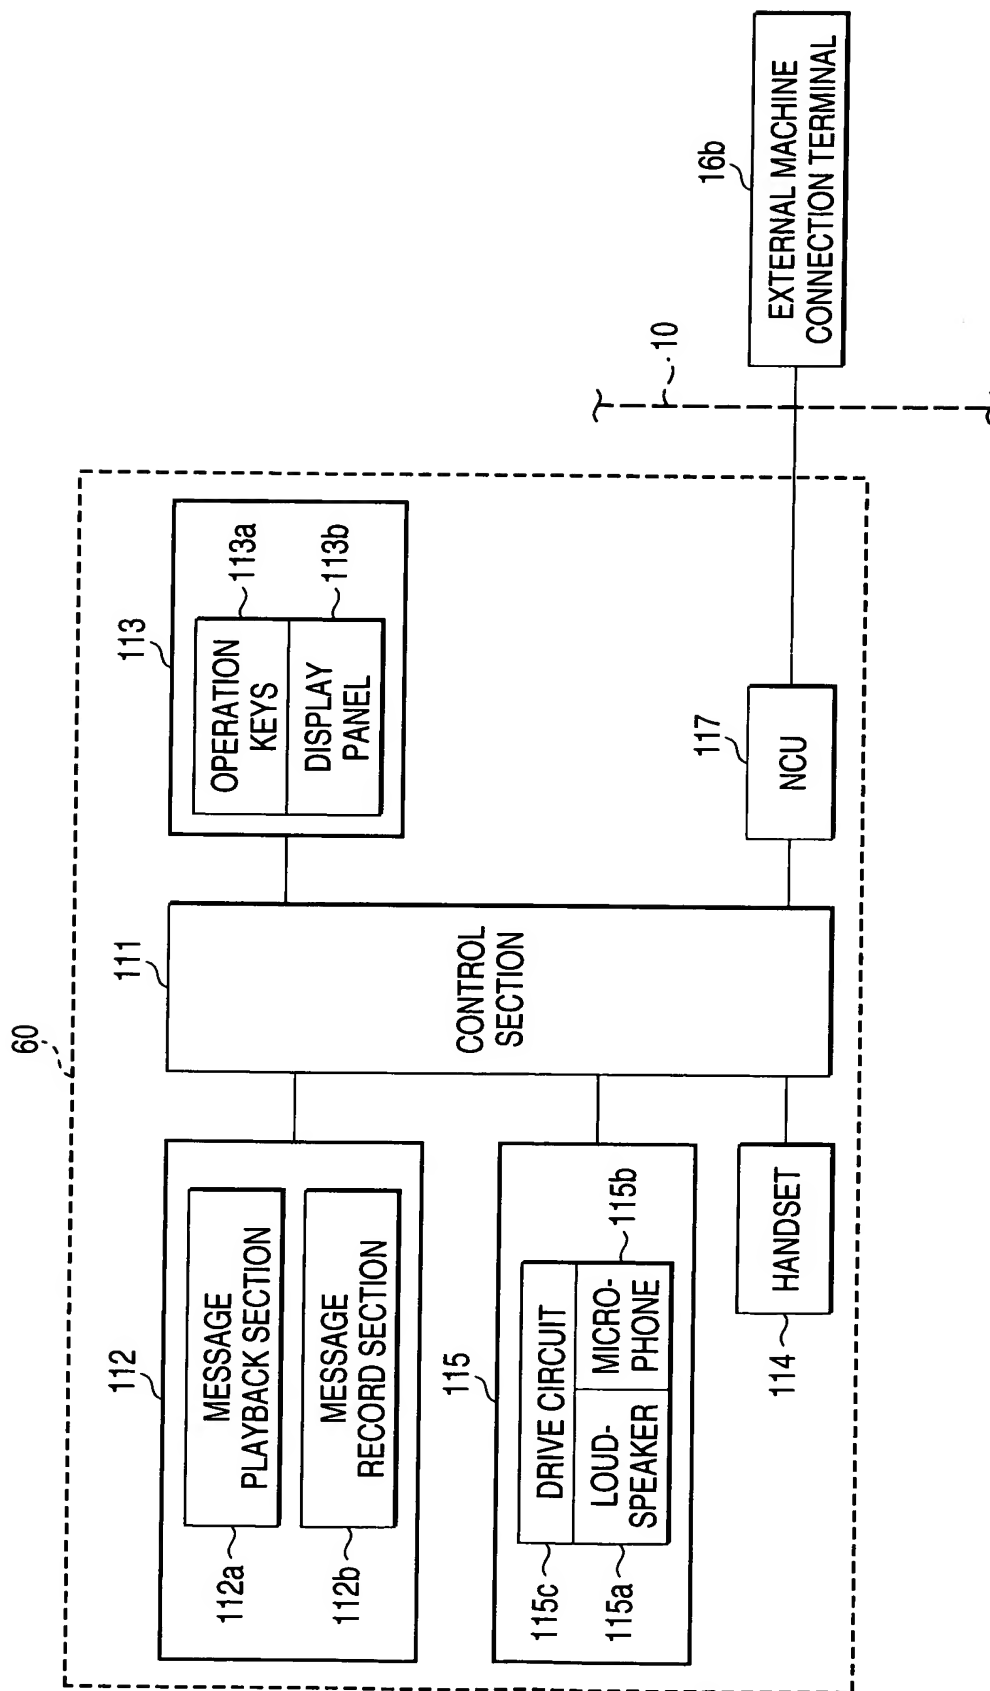 60
112
MESSAGE
PLAYBACK SECTION
112a
MESSAGE
RECORD SECTION
112b
111
CONTROL
SECTION
113
OPERATION
KEYS
113a
DISPLAY
PANEL
113b
115
DRIVE CIRCUIT
115c
LOUD-
SPEAKER
115a
MICRO-
PHONE
115b
HANDSET
114
117
NCU
10
16b
EXTERNAL MACHINE
CONNECTION TERMINAL